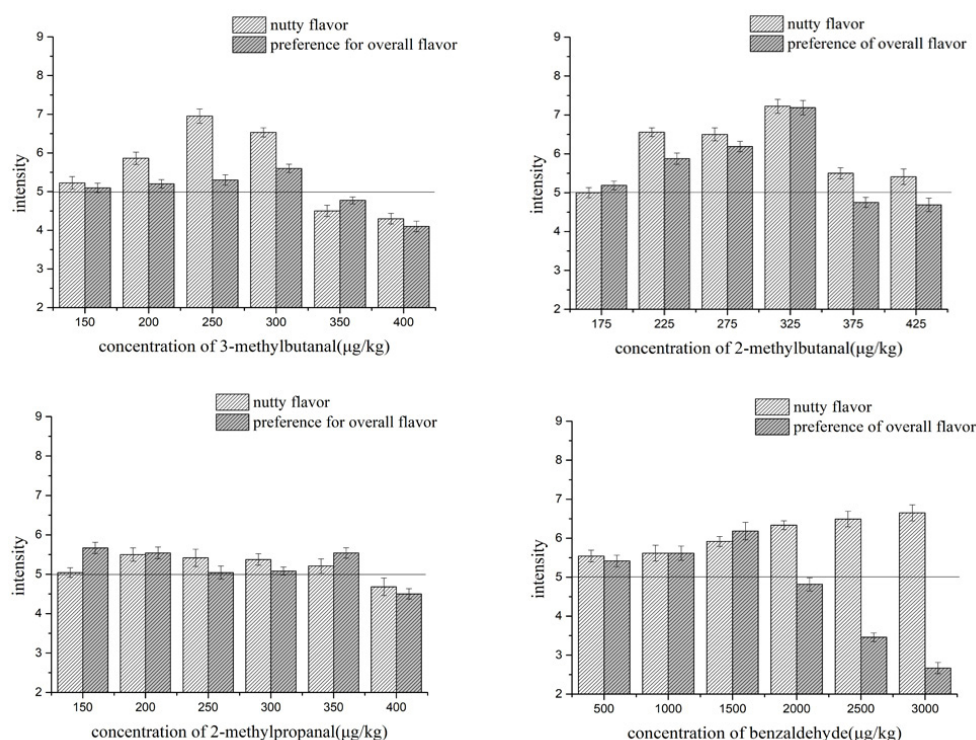 nutty flavor
preference for overall flavor
9
8
7
6
5
4
3
2
intensity
150 200 250 300 350 400
concentration of 3-methylbutanal(μg/kg)
nutty flavor
preference of overall flavor
9
8
7
6
5
4
3
2
intensity
175 225 275 325 375 425
concentration of 2-methylbutanal(μg/kg)
nutty flavor
preference for overall flavor
9
8
7
6
5
4
3
2
intensity
150 200 250 300 350 400
concentration of 2-methylpropanal(μg/kg)
nutty flavor
preference of overall flavor
9
8
7
6
5
4
3
2
intensity
500 1000 1500 2000 2500 3000
concentration of benzaldehyde(μg/kg)